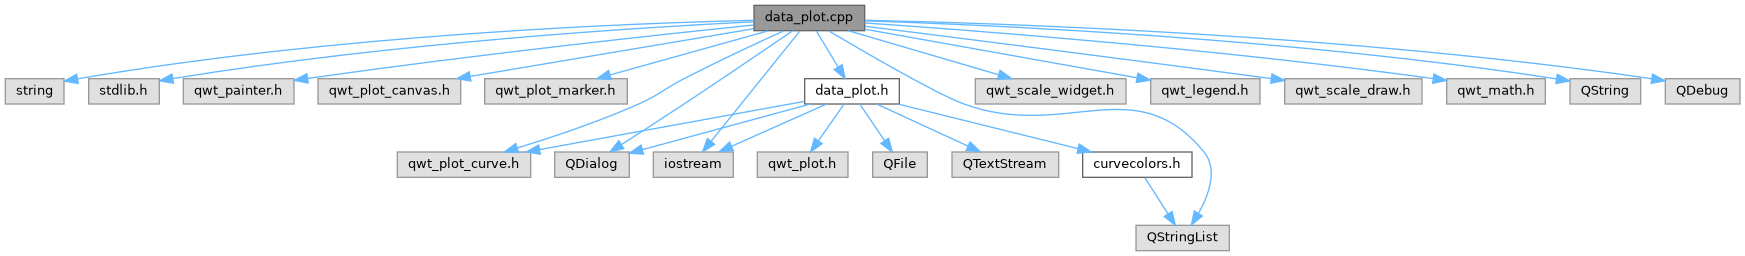 data_plot.cpp
string
stdlib.h
qwt_painter.h
qwt_plot_canvas.h
qwt_plot_marker.h
data_plot.h
qwt_scale_widget.h
qwt_legend.h
qwt_scale_draw.h
qwt_math.h
QString
QDebug
qwt_plot_curve.h
QDialog
iostream
qwt_plot.h
QFile
QTextStream
curvecolors.h
QStringList